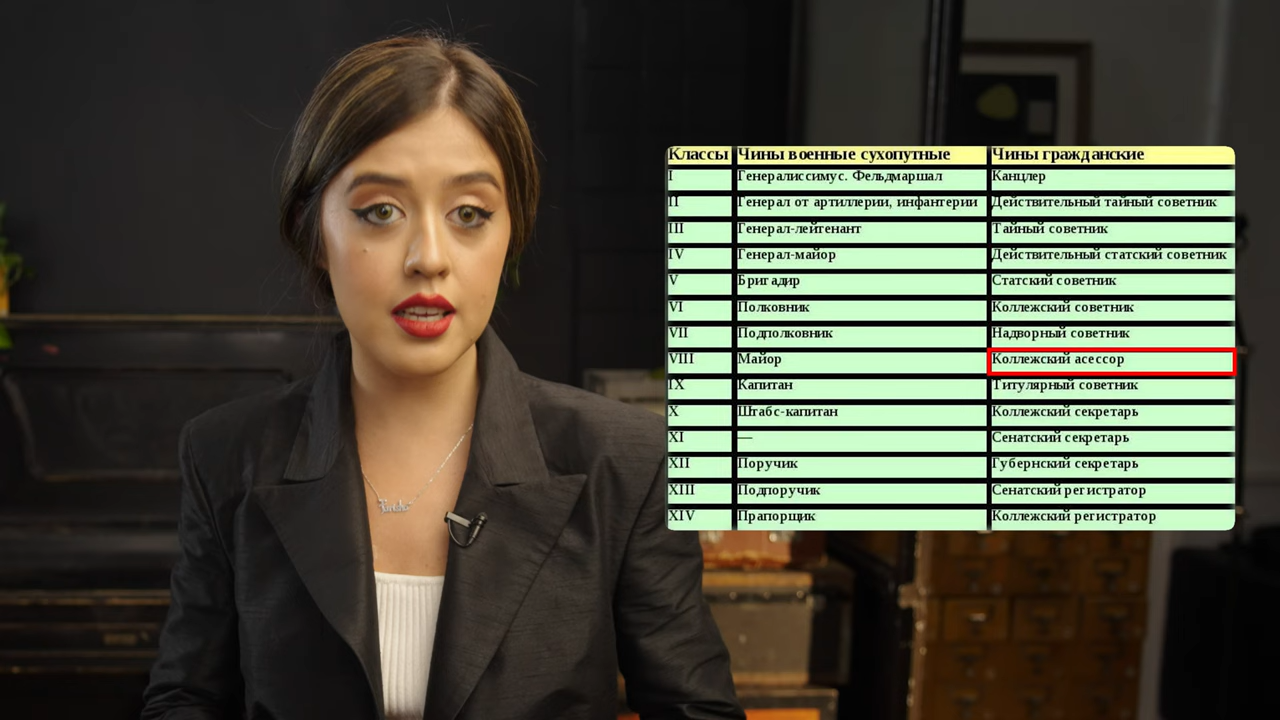 Классы Чины военные сухопутные Чины гражданские
I Генералиссимус. Фельдмаршал Канцлер
II Генерал от артиллерии, инфантерии Действительный тайный советник
III Генерал-лейтенант Тайный советник
IV Генерал-майор Действительный статский советник
V Бригадир Статский советник
VI Полковник Коллежский советник
VII Подполковник Надворный советник
VIII Майор Коллежский асессор
IX Капитан Титулярный советник
X Штабс-капитан Коллежский секретарь
XI — Сенатский секретарь
XII Поручик Губернский секретарь
XIII Подпоручик Сенатский регистратор
XIV Прапорщик Коллежский регистратор